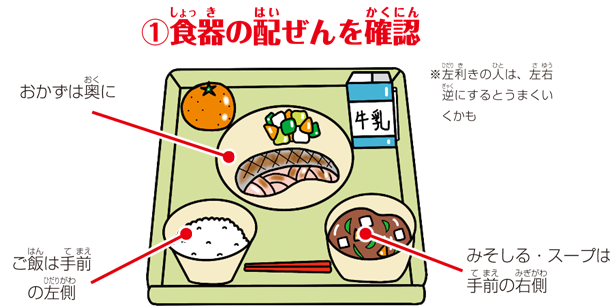 ①食器の配ぜんを確認
おかずは奥に
※左利きの人は、左右
逆にするとうまくい
くかも
牛乳
ご飯は手前
の左側
みそしる・スープは
手前の右側